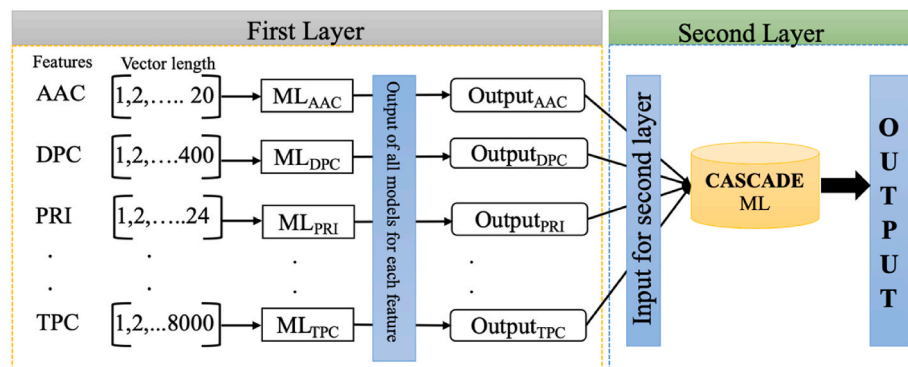 First Layer
Second Layer
Features
Vector length
AAC
1,2,….. 20
ML_AAC
Output_AAC
DPC
1,2,….400
ML_DPC
Output_DPC
PRI
1,2,…..24
ML_PRI
Output_PRI
TPC
1,2,...8000
ML_TPC
Output_TPC
Output of all models for each feature
Input for second layer
CASCADE
ML
OUTPUT